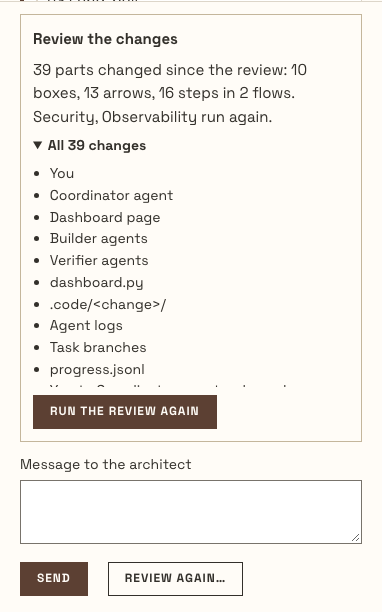 Review the changes
39 parts changed since the review: 10
boxes, 13 arrows, 16 steps in 2 flows.
Security, Observability run again.
▼ All 39 changes
• You
• Coordinator agent
• Dashboard page
• Builder agents
• Verifier agents
• dashboard.py
• .code/<change>/
• Agent logs
• Task branches
• progress.jsonl
RUN THE REVIEW AGAIN
Message to the architect
SEND
REVIEW AGAIN...